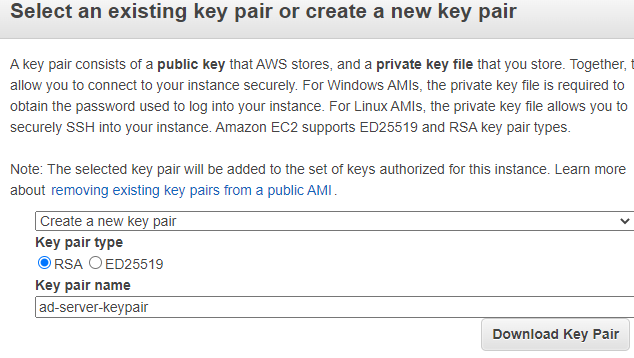 Select an existing key pair or create a new key pair
A key pair consists of a public key that AWS stores, and a private key file that you store. Together,
allow you to connect to your instance securely. For Windows AMIs, the private key file is required to
obtain the password used to log into your instance. For Linux AMIs, the private key file allows you to
securely SSH into your instance. Amazon EC2 supports ED25519 and RSA key pair types.
Note: The selected key pair will be added to the set of keys authorized for this instance. Learn more
about removing existing key pairs from a public AMI .
Create a new key pair
Key pair type
RSA ED25519
Key pair name
ad-server-keypair
Download Key Pair